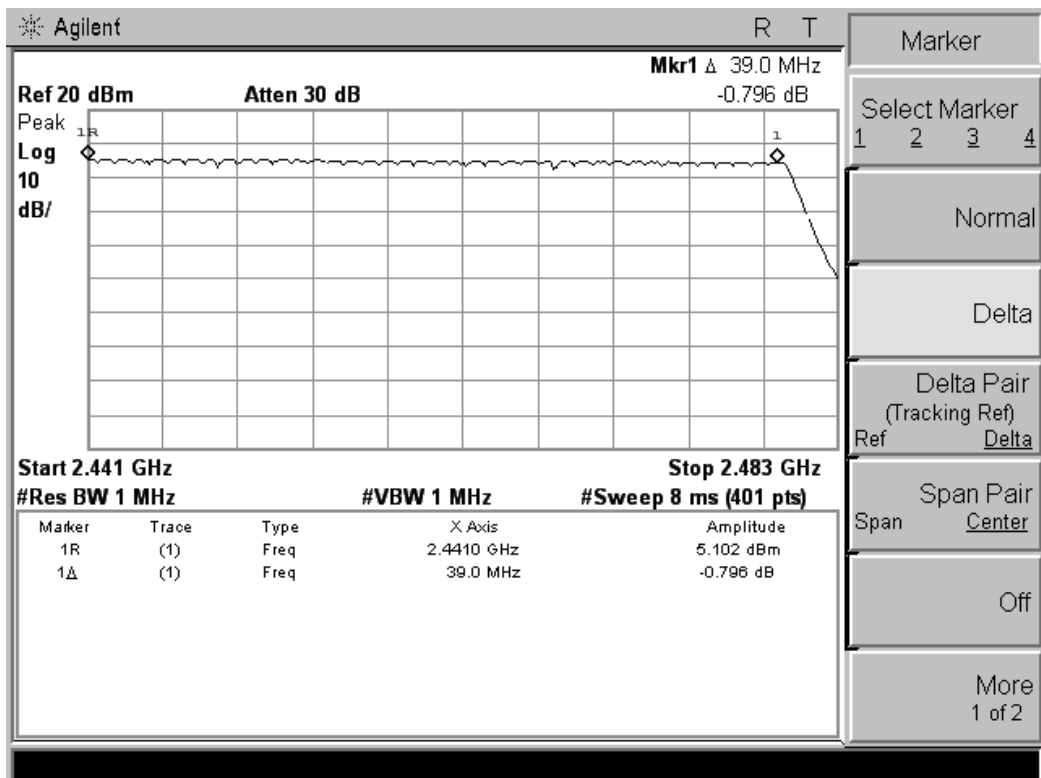 Agilent R T
Mkr1 Δ 39.0 MHz
Ref 20 dBm Atten 30 dB -0.796 dB
Peak
Log
10
dB/
1R
1
Start 2.441 GHz Stop 2.483 GHz
#Res BW 1 MHz #VBW 1 MHz #Sweep 8 ms (401 pts)
Marker Trace Type X Axis Amplitude
1R (1) Freq 2.4410 GHz 5.102 dBm
1Δ (1) Freq 39.0 MHz -0.796 dB
Marker
Select Marker
1 2 3 4
Normal
Delta
Delta Pair
(Tracking Ref)
Ref Delta
Span Pair
Span Center
Off
More
1 of 2